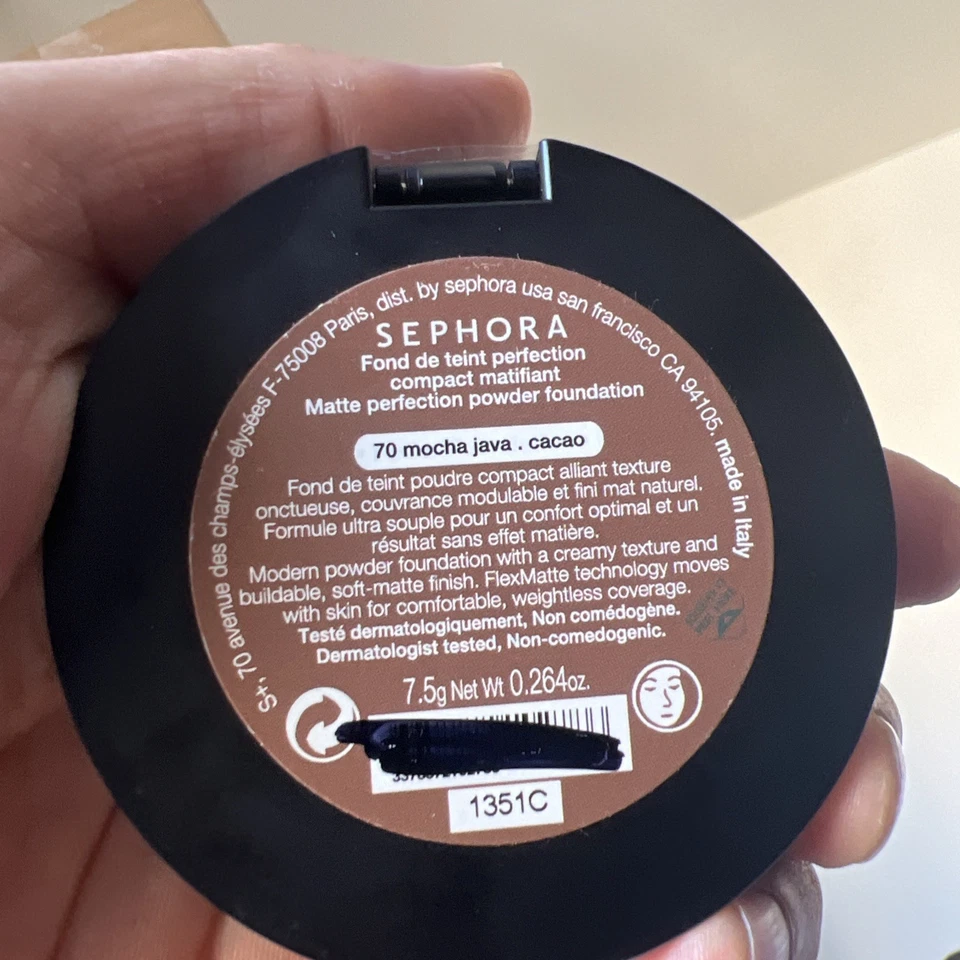 S+, 70 avenue des champs-élysées F-75008 Paris, dist. by sephora usa san francisco CA 94105. made in Italy
SEPHORA
Fond de teint perfection
compact matifiant
Matte perfection powder foundation
70 mocha java . cacao
Fond de teint poudre compact alliant texture
onctueuse, couvrance modulable et fini mat naturel.
Formule ultra souple pour un confort optimal et un
résultat sans effet matière.
Modern powder foundation with a creamy texture and
buildable, soft-matte finish. FlexMatte technology moves
with skin for comfortable, weightless coverage.
Testé dermatologiquement, Non comédogène.
Dermatologist tested, Non-comedogenic.
7.5g Net Wt 0.264oz.
1351C